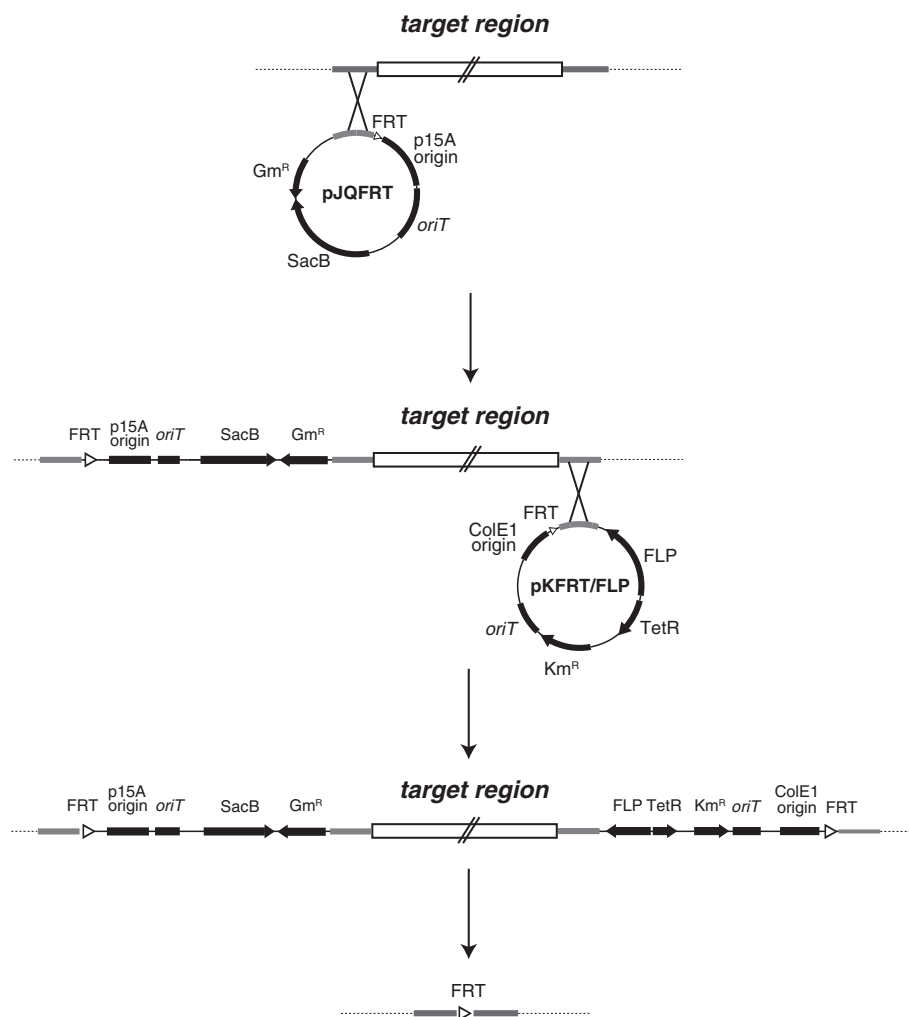 target region
FRT
p15A
origin
Gmᴿ
pJQFRT
oriT
SacB
target region
FRT
p15A
origin
oriT
SacB
Gmᴿ
FRT
ColE1
origin
FLP
pKFRT/FLP
oriT
TetR
Kmᴿ
target region
FRT
p15A
origin
oriT
SacB
Gmᴿ
FLP
TetR
Kmᴿ
oriT
ColE1
origin
FRT
FRT